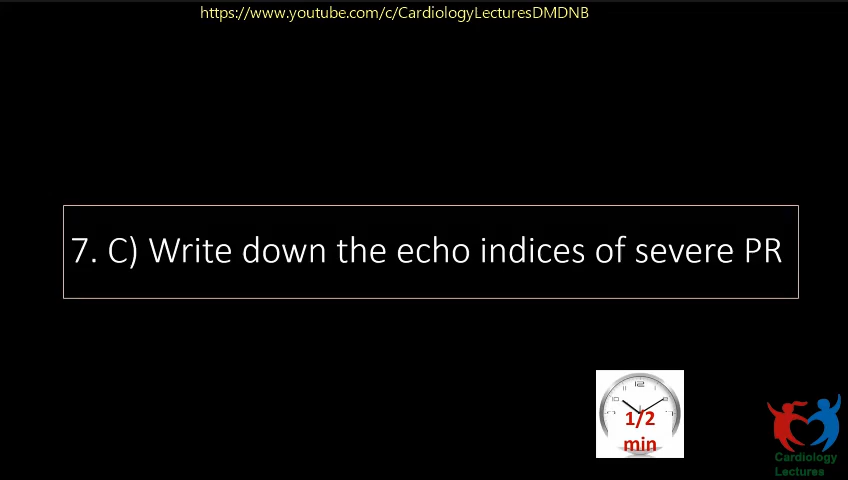 https://www.youtube.com/c/CardiologyLecturesDMDNB
7. C) Write down the echo indices of severe PR
12
1/2
min
Cardiology
Lectures